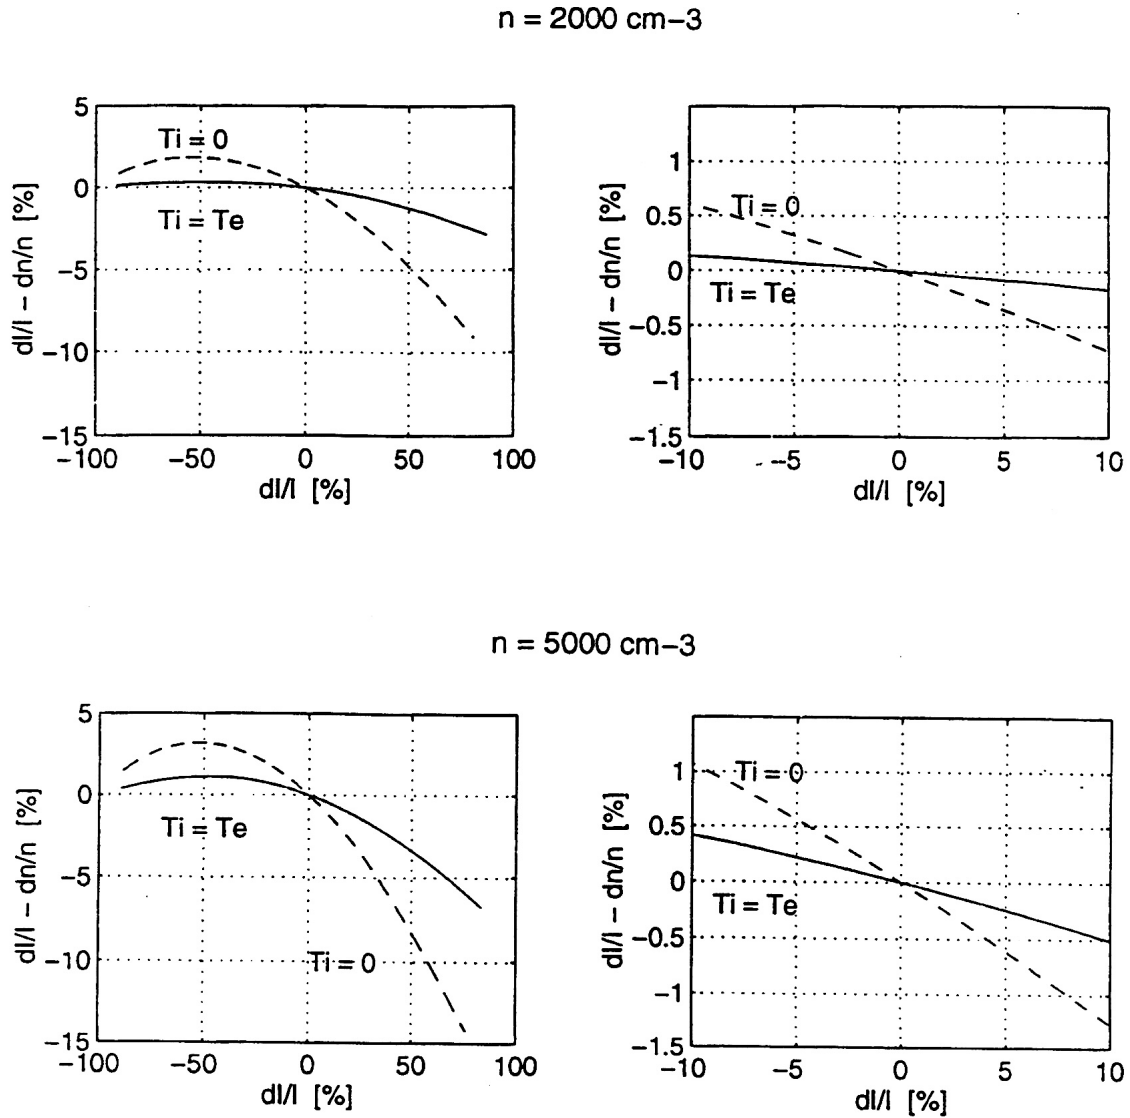 n = 2000 cm−3
5
0
−5
−10
−15
−100
−50
0
50
100
dI/I [%]
dI/I − dn/n [%]
Ti = 0
Ti = Te
1
0.5
0
−0.5
−1
−1.5
−10
−5
0
5
10
dI/I [%]
dI/I − dn/n [%]
Ti = 0
Ti = Te
n = 5000 cm−3
5
0
−5
−10
−15
−100
−50
0
50
100
dI/I [%]
dI/I − dn/n [%]
Ti = Te
Ti = 0
1
0.5
0
−0.5
−1
−1.5
−10
−5
0
5
10
dI/I [%]
dI/I − dn/n [%]
Ti = 0
Ti = Te